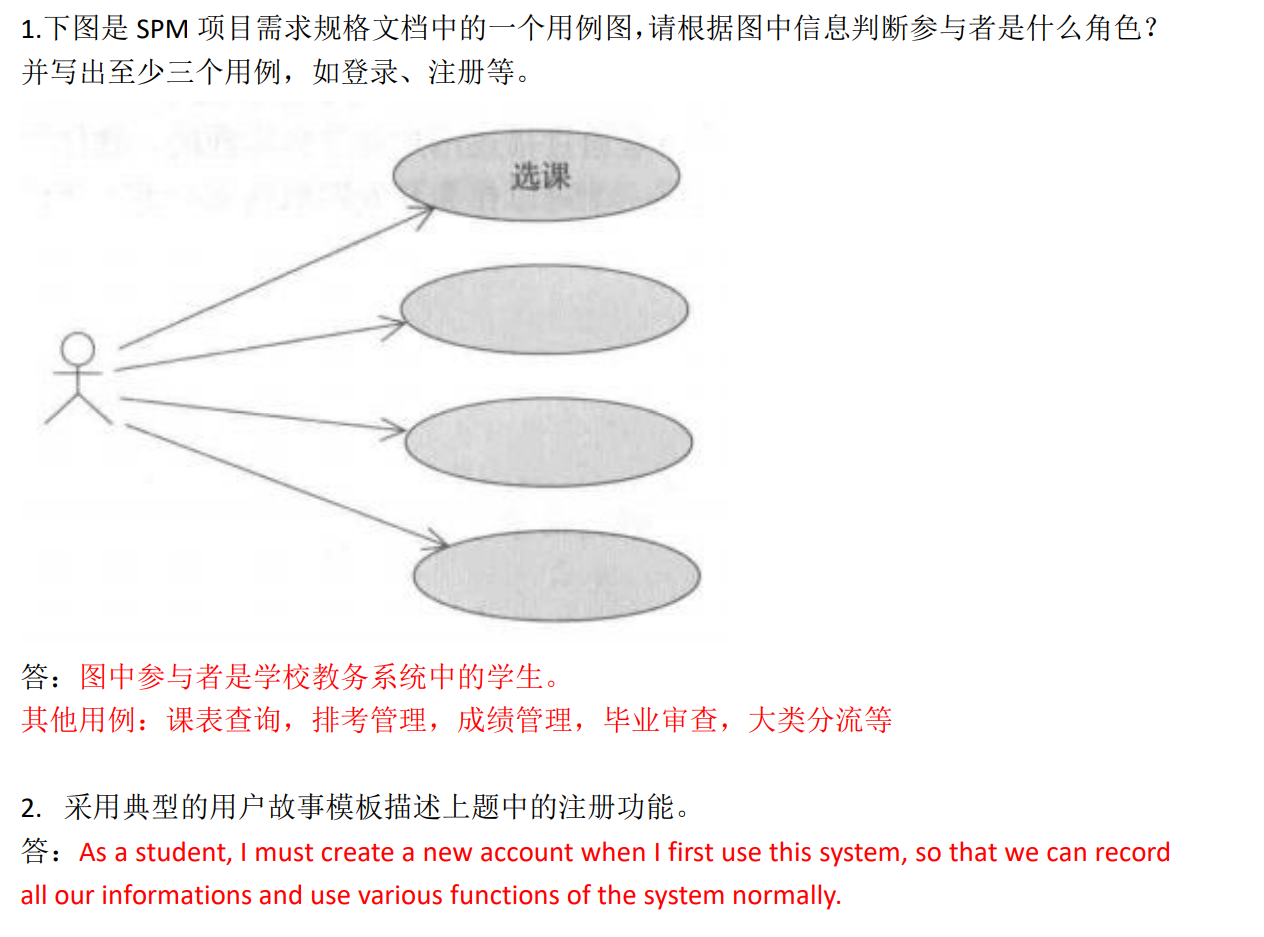 1.下图是 SPM 项目需求规格文档中的一个用例图,请根据图中信息判断参与者是什么角色？
并写出至少三个用例，如登录、注册等。
选课
答：图中参与者是学校教务系统中的学生。
其他用例：课表查询，排考管理，成绩管理，毕业审查，大类分流等
2. 采用典型的用户故事模板描述上题中的注册功能。
答：As a student, I must create a new account when I first use this system, so that we can record
all our informations and use various functions of the system normally.